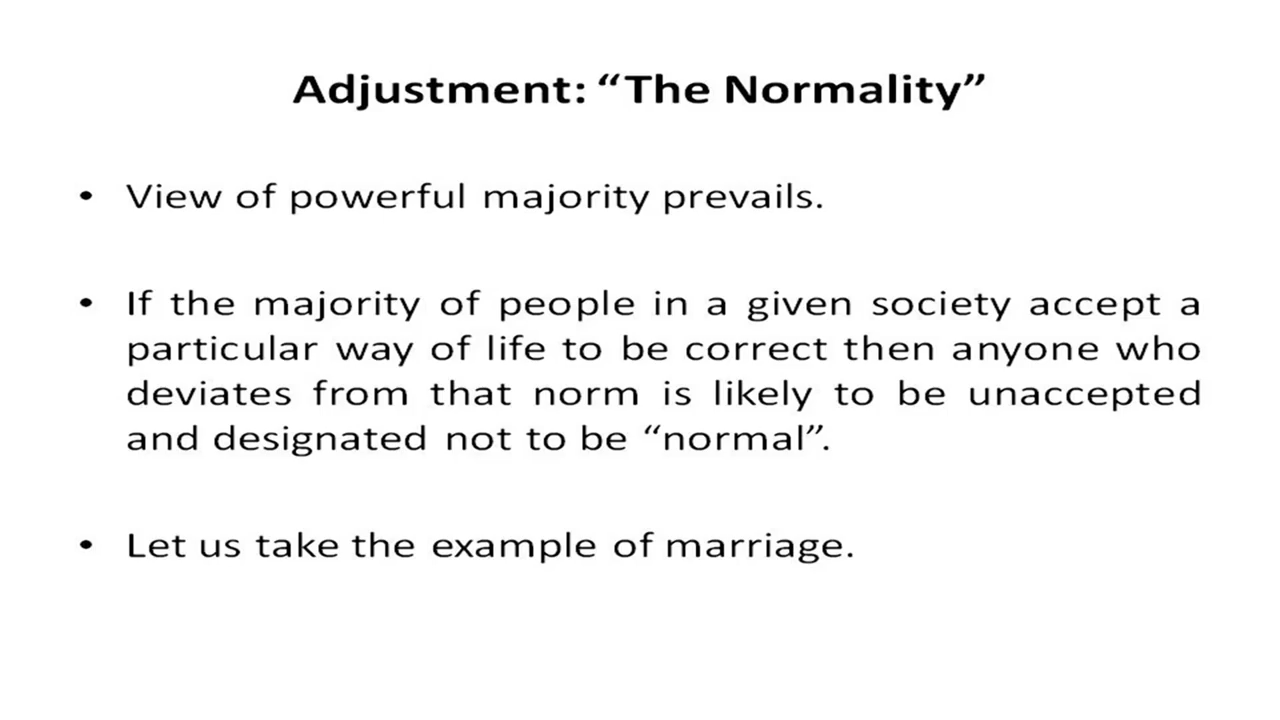 Adjustment: “The Normality”
• View of powerful majority prevails.
• If the majority of people in a given society accept a
particular way of life to be correct then anyone who
deviates from that norm is likely to be unaccepted
and designated not to be “normal”.
• Let us take the example of marriage.